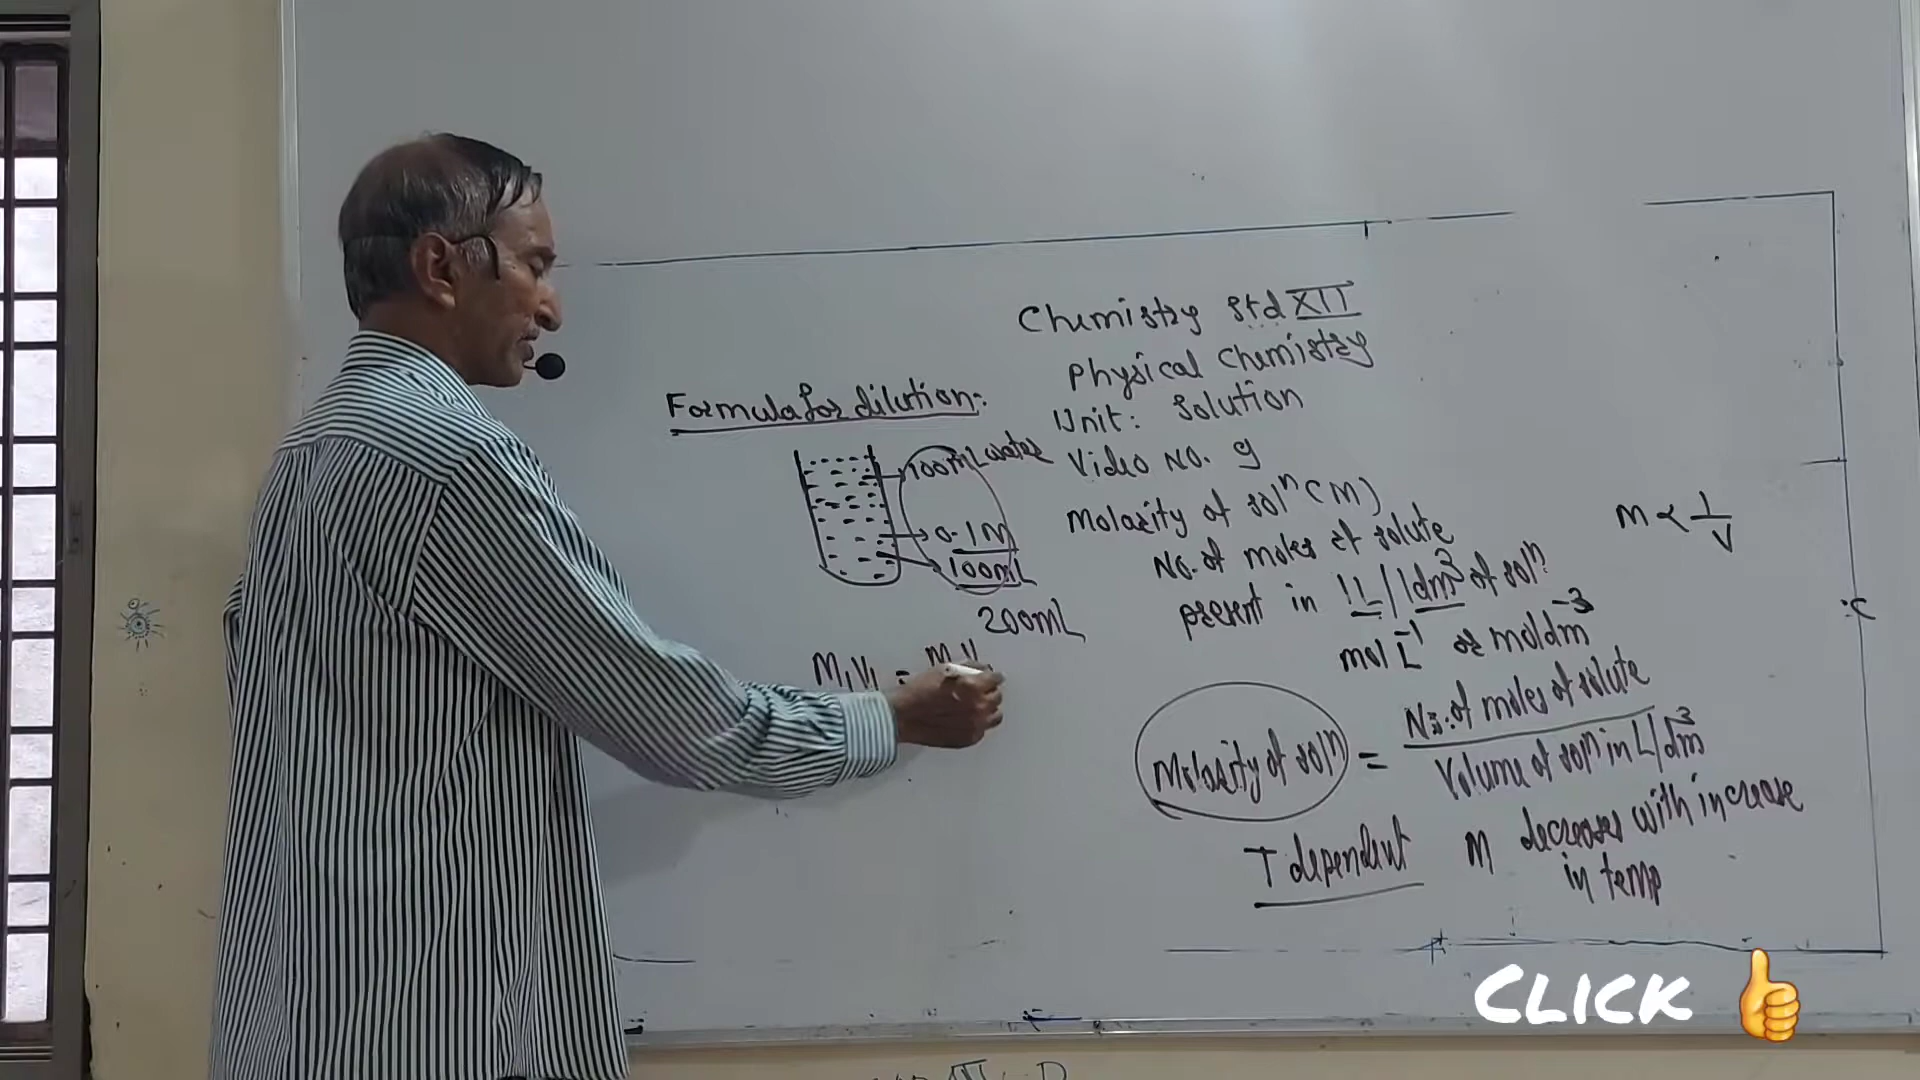 Chemistry std XII
Physical Chemistry
Unit: Solution
Video No. 9
Formula for dilution:-
100mL water
0.1M
100mL
200mL
M₁V₁ =
Molarity of solⁿ (M)
No. of moles of solute
present in 1L/1dm³ of solⁿ
mol L⁻¹ or moldm⁻³
M ∝ 1/V
Molarity of solⁿ = No. of moles of solute
Volume of solⁿ in L/dm³
T dependent M decreases with increase
in temp
°C
CLICK